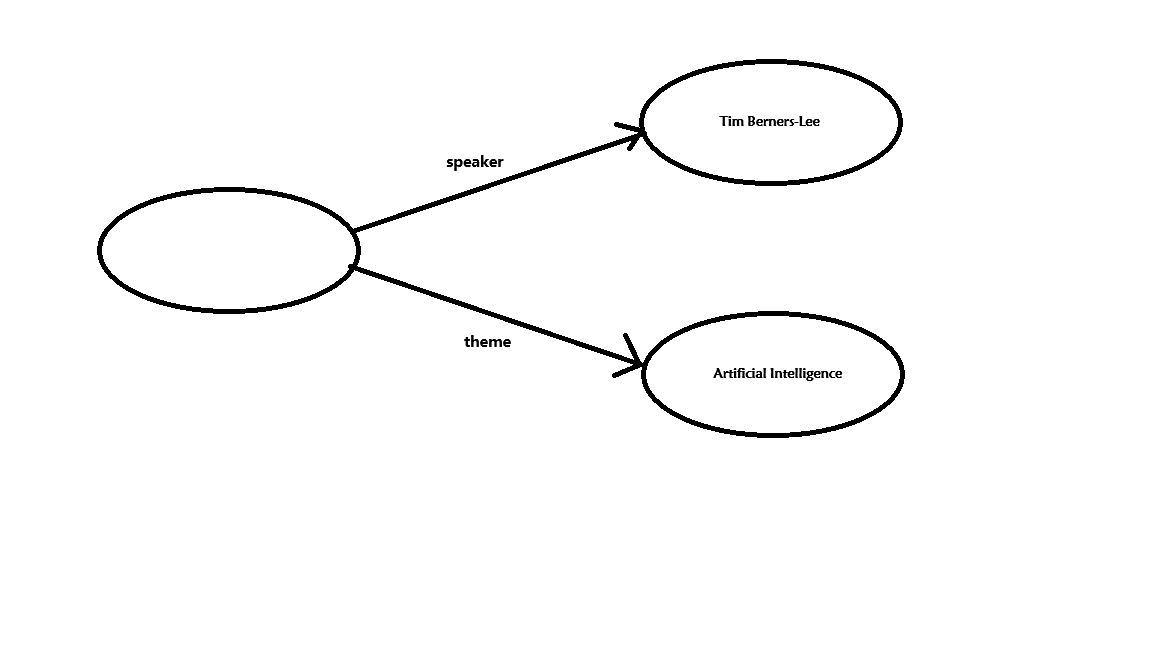 Tim Berners-Lee
speaker
theme
Artificial Intelligence